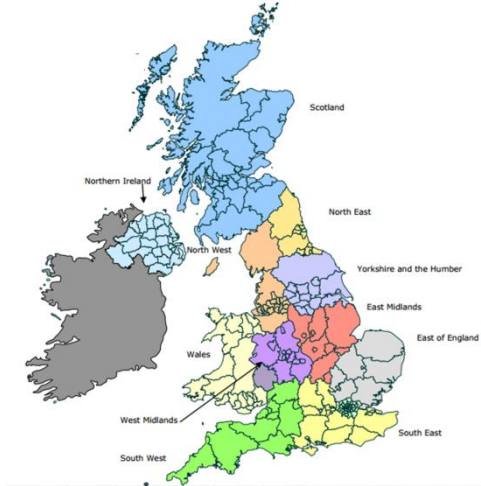 Scotland
Northern Ireland
North East
North West
Yorkshire and the Humber
East Midlands
East of England
Wales
West Midlands
South East
South West